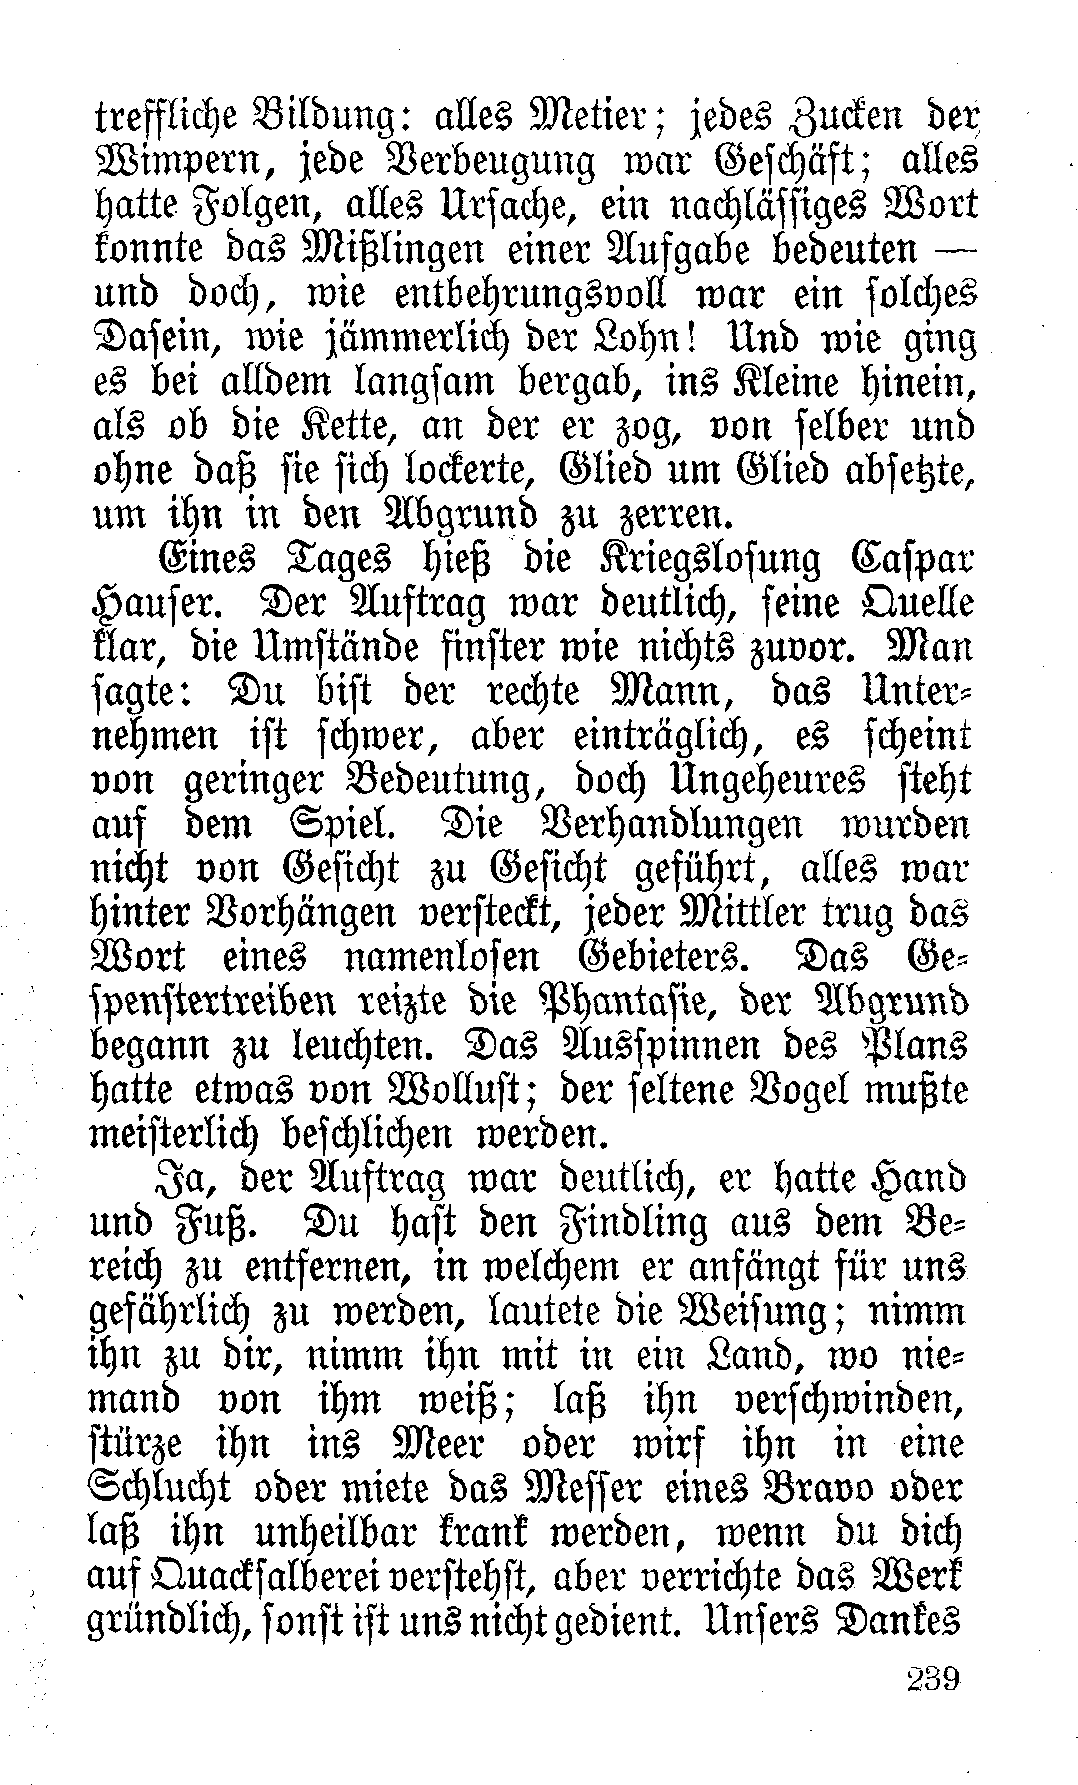 treffliche Bildung: alles Metier; jedes Zucken der
Wimpern, jede Verbeugung war Geschäft; alles
hatte Folgen, alles Ursache, ein nachlässiges Wort
konnte das Mißlingen einer Aufgabe bedeuten —
und doch, wie entbehrungsvoll war ein solches
Dasein, wie jämmerlich der Lohn! Und wie ging
es bei alldem langsam bergab, ins Kleine hinein,
als ob die Kette, an der er zog, von selber und
ohne daß sie sich lockerte, Glied um Glied absetzte,
um ihn in den Abgrund zu zerren.
Eines Tages hieß die Kriegslosung Caspar
Hauser. Der Auftrag war deutlich, seine Quelle
klar, die Umstände finster wie nichts zuvor. Man
sagte: Du bist der rechte Mann, das Unter-
nehmen ist schwer, aber einträglich, es scheint
von geringer Bedeutung, doch Ungeheures steht
auf dem Spiel. Die Verhandlungen wurden
nicht von Gesicht zu Gesicht geführt, alles war
hinter Vorhängen versteckt, jeder Mittler trug das
Wort eines namenlosen Gebieters. Das Ge-
spenstertreiben reizte die Phantasie, der Abgrund
begann zu leuchten. Das Ausspinnen des Plans
hatte etwas von Wollust; der seltene Vogel mußte
meisterlich beschlichen werden.
Ja, der Auftrag war deutlich, er hatte Hand
und Fuß. Du hast den Findling aus dem Be-
reich zu entfernen, in welchem er anfängt für uns
gefährlich zu werden, lautete die Weisung; nimm
ihn zu dir, nimm ihn mit in ein Land, wo nie-
mand von ihm weiß; laß ihn verschwinden,
stürze ihn ins Meer oder wirf ihn in eine
Schlucht oder miete das Messer eines Bravo oder
laß ihn unheilbar krank werden, wenn du dich
auf Quacksalberei verstehst, aber verrichte das Werk
gründlich, sonst ist uns nicht gedient. Unsers Dankes
239